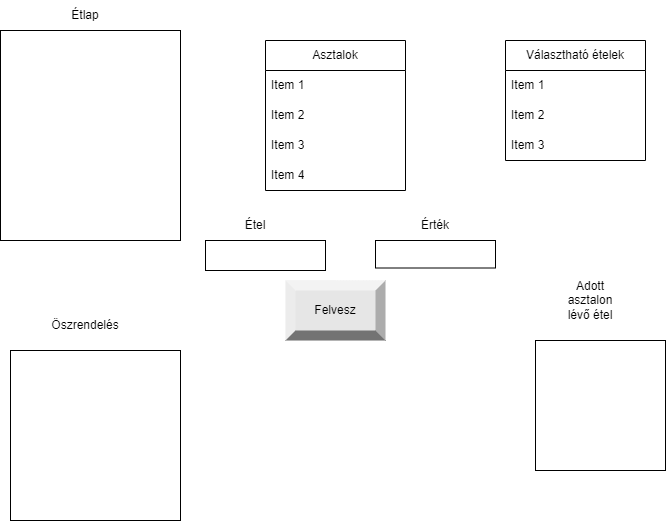 Étlap
Asztalok
Item 1
Item 2
Item 3
Item 4
Választható ételek
Item 1
Item 2
Item 3
Étel
Érték
Felvesz
Öszrendelés
Adott
asztalon
lévő étel